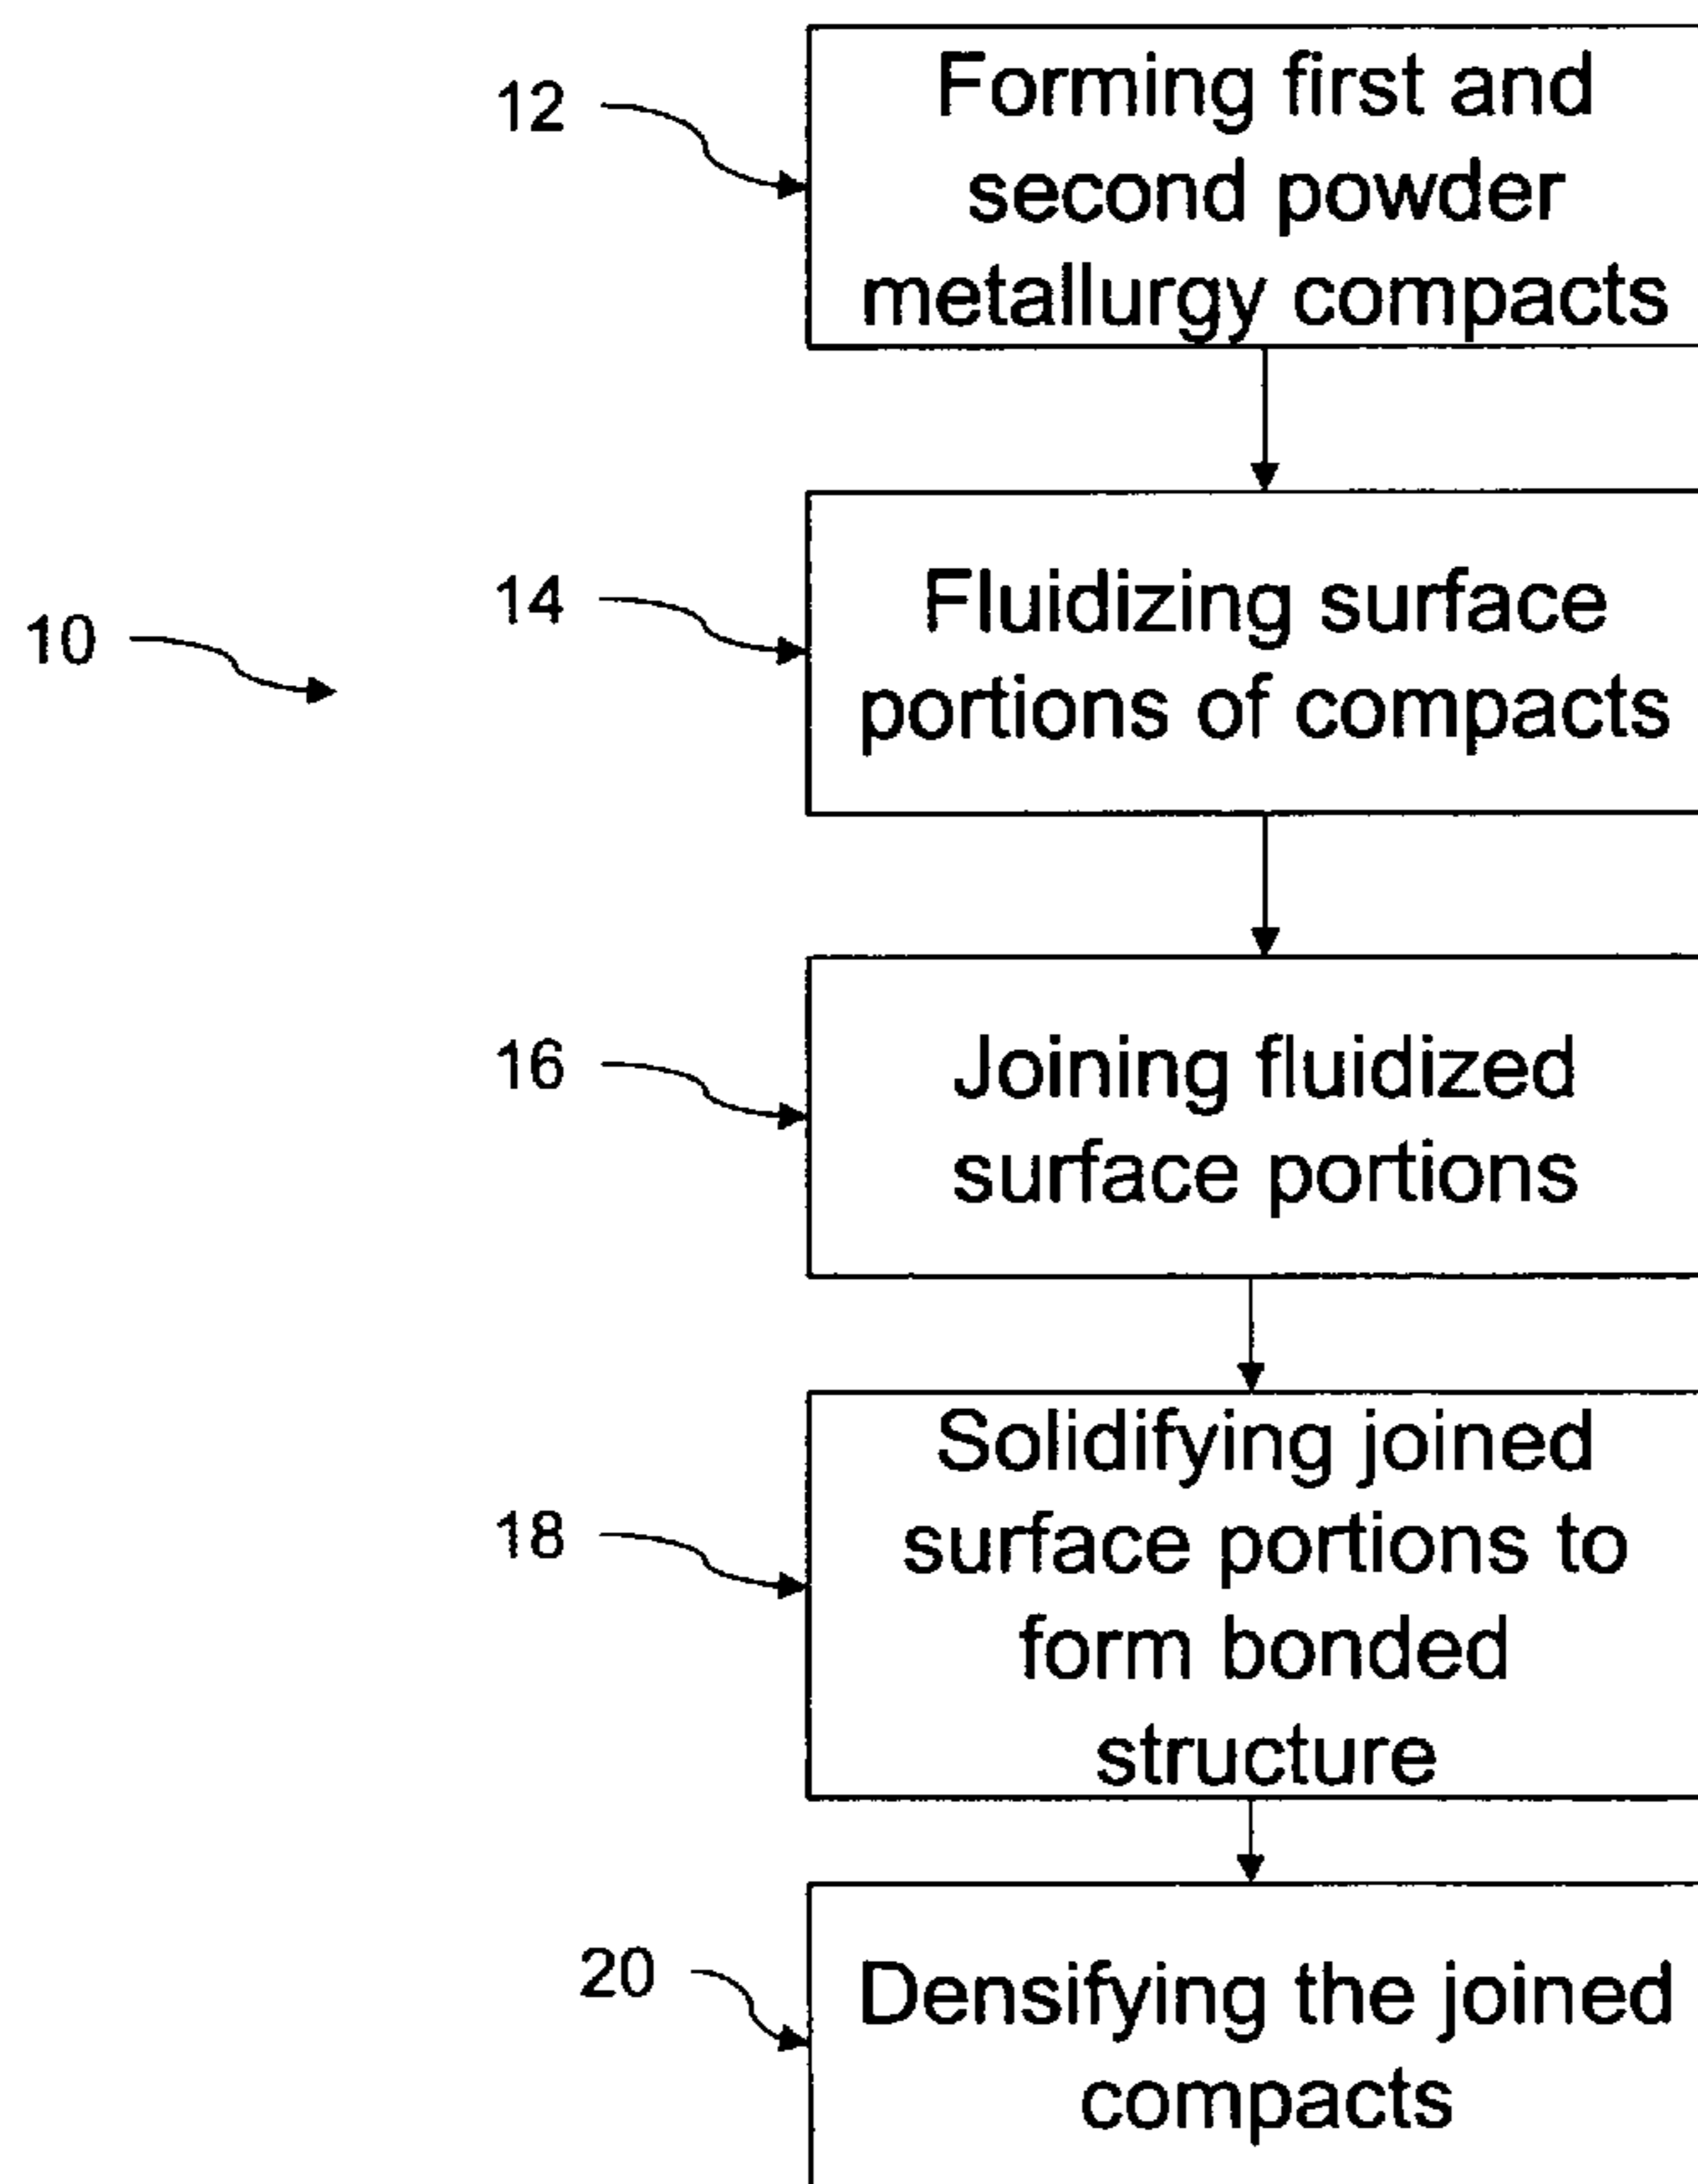 12
Forming first and
second powder
metallurgy compacts
14
Fluidizing surface
portions of compacts
10
16
Joining fluidized
surface portions
18
Solidifying joined
surface portions to
form bonded
structure
20
Densifying the joined
compacts